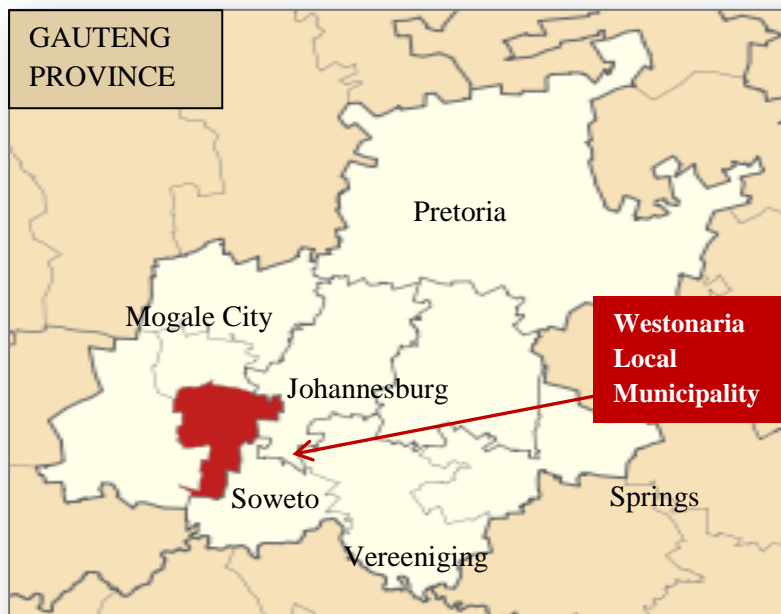 GAUTENG
PROVINCE
Pretoria
Mogale City
Westonaria
Local
Municipality
Johannesburg
Soweto
Springs
Vereeniging